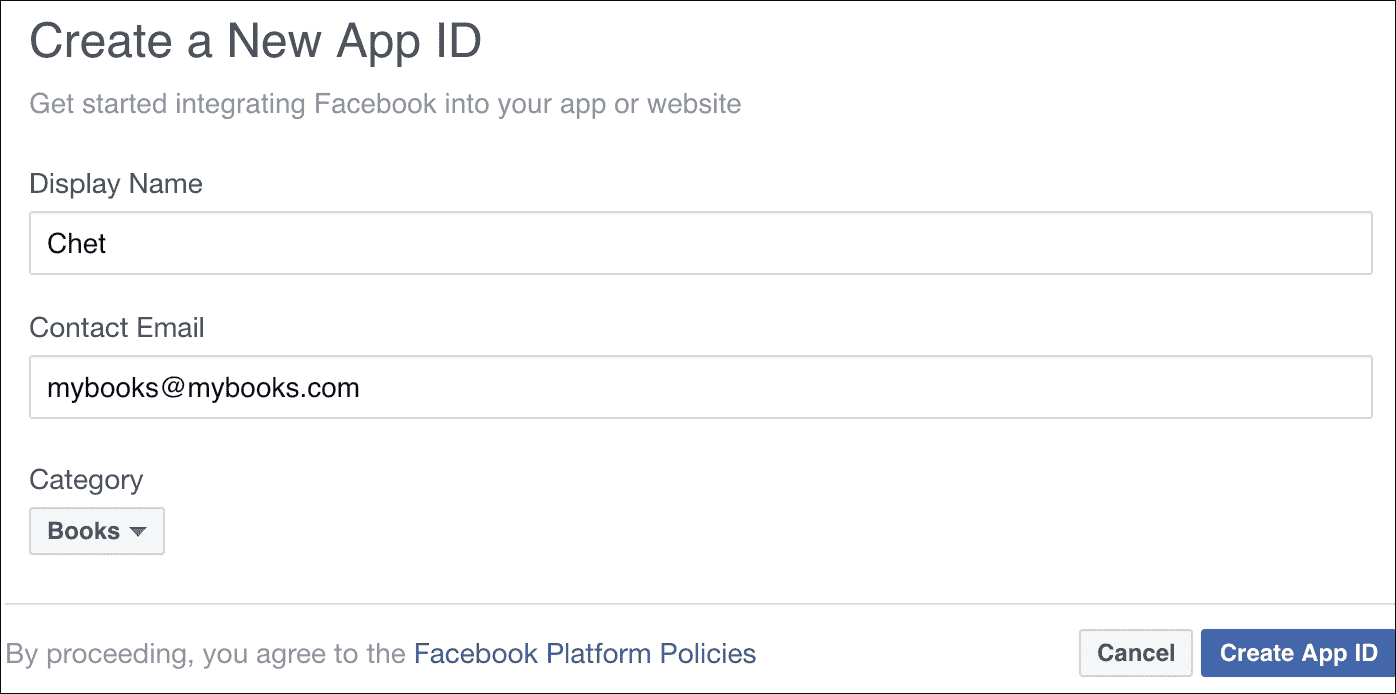 Create a New App ID
Get started integrating Facebook into your app or website
Display Name
Chet
Contact Email
mybooks@mybooks.com
Category
Books
By proceeding, you agree to the Facebook Platform Policies
Cancel
Create App ID